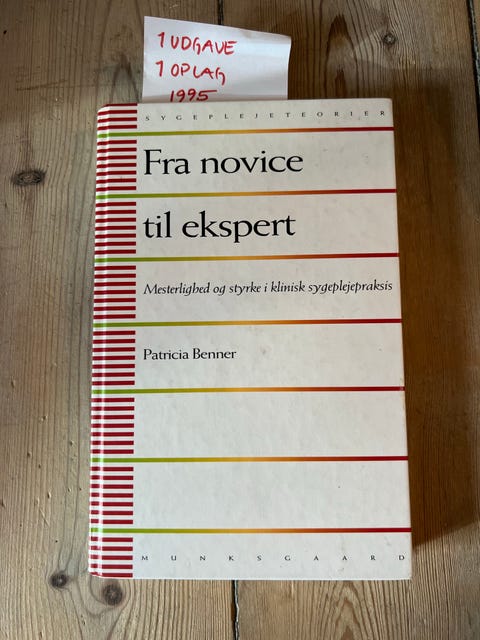 1 UDGAVE
1 OPLAG
1995
SYGEPLEJETEORIER
Fra novice
til ekspert
Mesterlighed og styrke i klinisk sygeplejepraksis
Patricia Benner
MUNKSGAARD